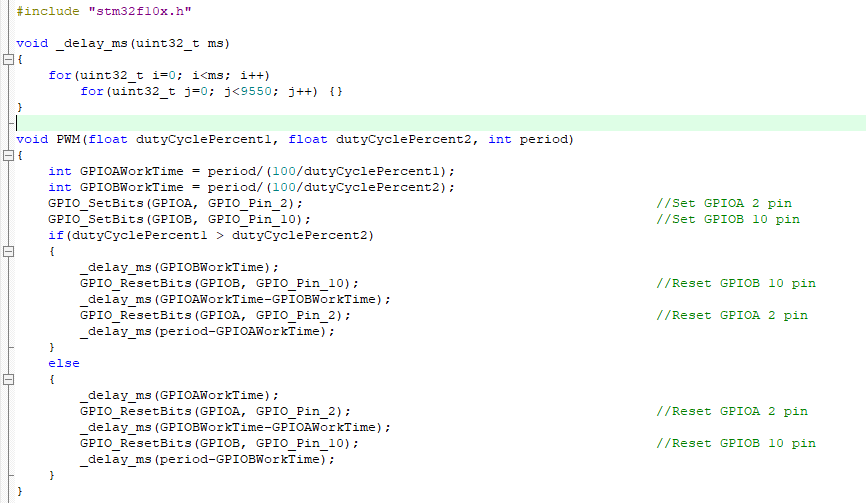 #include "stm32f10x.h"
void _delay_ms(uint32_t ms)
{
for(uint32_t i=0; i<ms; i++)
for(uint32_t j=0; j<9550; j++) {}
}
void PWM(float dutyCyclePercent1, float dutyCyclePercent2, int period)
{
int GPIOAWorkTime = period/(100/dutyCyclePercent1);
int GPIOBWorkTime = period/(100/dutyCyclePercent2);
GPIO_SetBits(GPIOA, GPIO_Pin_2); //Set GPIOA 2 pin
GPIO_SetBits(GPIOB, GPIO_Pin_10); //Set GPIOB 10 pin
if(dutyCyclePercent1 > dutyCyclePercent2)
{
_delay_ms(GPIOBWorkTime);
GPIO_ResetBits(GPIOB, GPIO_Pin_10); //Reset GPIOB 10 pin
_delay_ms(GPIOAWorkTime-GPIOBWorkTime);
GPIO_ResetBits(GPIOA, GPIO_Pin_2); //Reset GPIOA 2 pin
_delay_ms(period-GPIOAWorkTime);
}
else
{
_delay_ms(GPIOAWorkTime);
GPIO_ResetBits(GPIOA, GPIO_Pin_2); //Reset GPIOA 2 pin
_delay_ms(GPIOBWorkTime-GPIOAWorkTime);
GPIO_ResetBits(GPIOB, GPIO_Pin_10); //Reset GPIOB 10 pin
_delay_ms(period-GPIOBWorkTime);
}
}